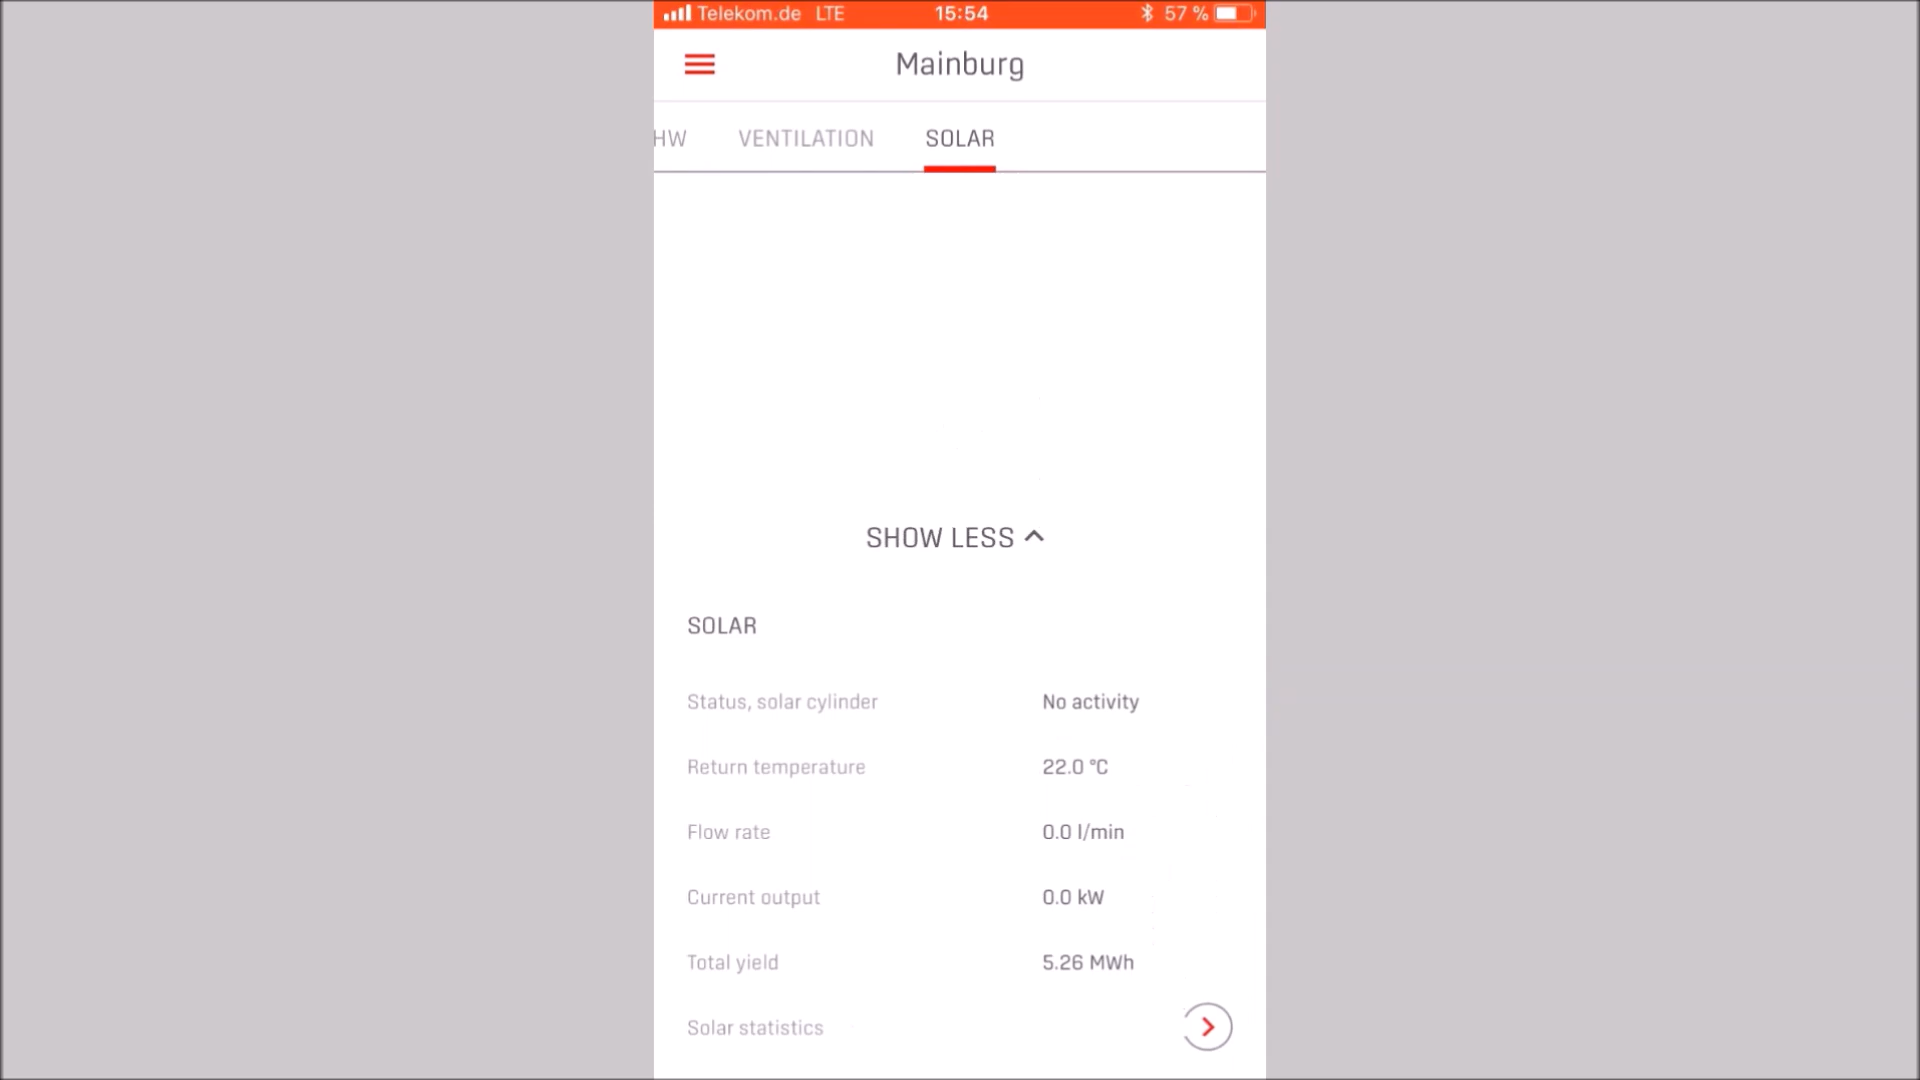 Telekom.de LTE 15:54 57 %
Mainburg
HW VENTILATION SOLAR
SHOW LESS
SOLAR
Status, solar cylinder No activity
Return temperature 22.0 °C
Flow rate 0.0 l/min
Current output 0.0 kW
Total yield 5.26 MWh
Solar statistics